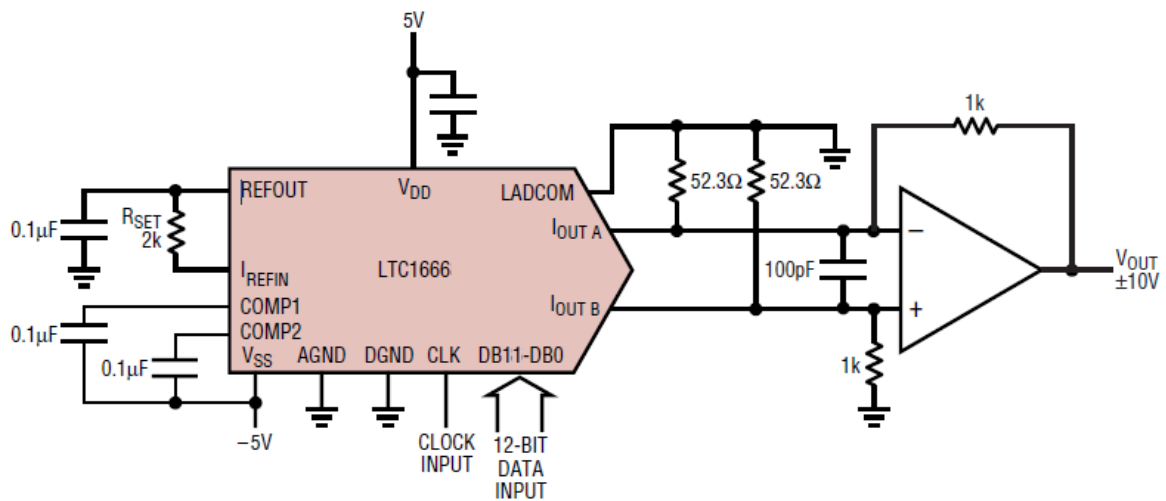 5V
1k
REFOUT
VDD
LADCOM
52.3Ω
52.3Ω
0.1µF
RSET
2k
IOUT A
−
LTC1666
100pF
VOUT
±10V
IREFIN
COMP1
IOUT B
+
0.1µF
COMP2
0.1µF
VSS
AGND
DGND
CLK
DB11-DB0
1k
−5V
CLOCK
INPUT
12-BIT
DATA
INPUT